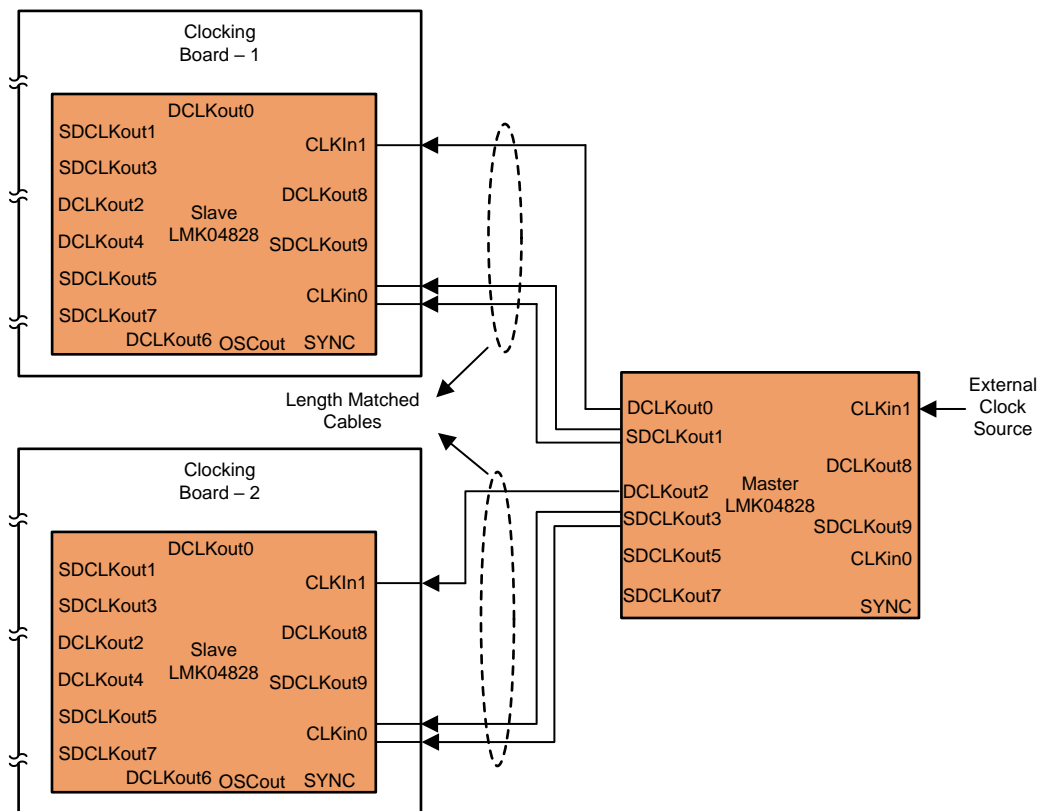 Clocking
Board – 1
DCLKout0
SDCLKout1
CLKIn1
SDCLKout3
DCLKout8
DCLKout2
Slave
LMK04828
DCLKout4
SDCLKout9
SDCLKout5
CLKin0
SDCLKout7
DCLKout6
OSCout
SYNC
Length Matched
Cables
External
Clock
Source
DCLKout0
CLKin1
SDCLKout1
DCLKout8
DCLKout2
Master
LMK04828
SDCLKout3
SDCLKout9
SDCLKout5
CLKin0
SDCLKout7
SYNC
Clocking
Board – 2
DCLKout0
SDCLKout1
CLKIn1
SDCLKout3
DCLKout8
DCLKout2
Slave
LMK04828
DCLKout4
SDCLKout9
SDCLKout5
CLKin0
SDCLKout7
DCLKout6
OSCout
SYNC